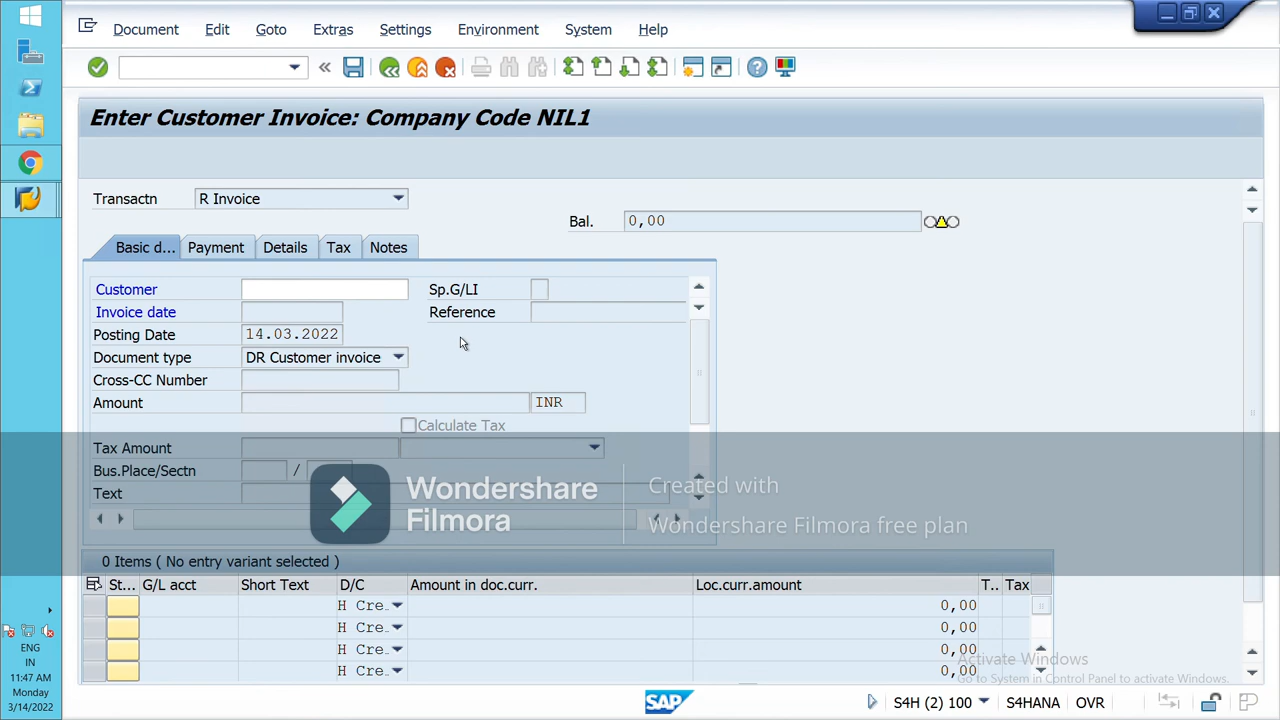 Document Edit Goto Extras Settings Environment System Help
Enter Customer Invoice: Company Code NIL1
Transactn R Invoice
Bal. 0,00
Basic d... Payment Details Tax Notes
Customer Sp.G/LI
Invoice date Reference
Posting Date 14.03.2022
Document type DR Customer invoice
Cross-CC Number
Amount INR
Calculate Tax
Tax Amount
Bus.Place/Sectn /
Text
Wondershare
Filmora
Created with
Wondershare Filmora free plan
0 Items ( No entry variant selected )
St... G/L acct Short Text D/C Amount in doc.curr. Loc.curr.amount T.. Tax
H Cre.. 0,00
H Cre.. 0,00
H Cre.. 0,00
H Cre.. 0,00
Activate Windows
Go to System in Control Panel to activate Windows.
SAP S4H (2) 100 S4HANA OVR
ENG
IN
11:47 AM
Monday
3/14/2022